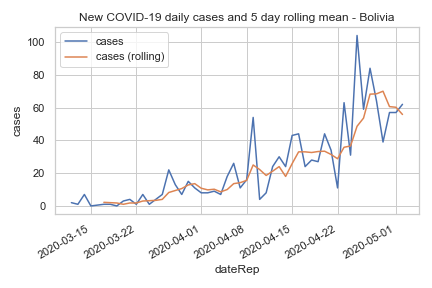 New COVID-19 daily cases and 5 day rolling mean - Bolivia
cases
cases (rolling)
100
80
60
40
20
0
cases
2020-03-15
2020-03-22
2020-04-01
2020-04-08
2020-04-15
2020-04-22
2020-05-01
dateRep